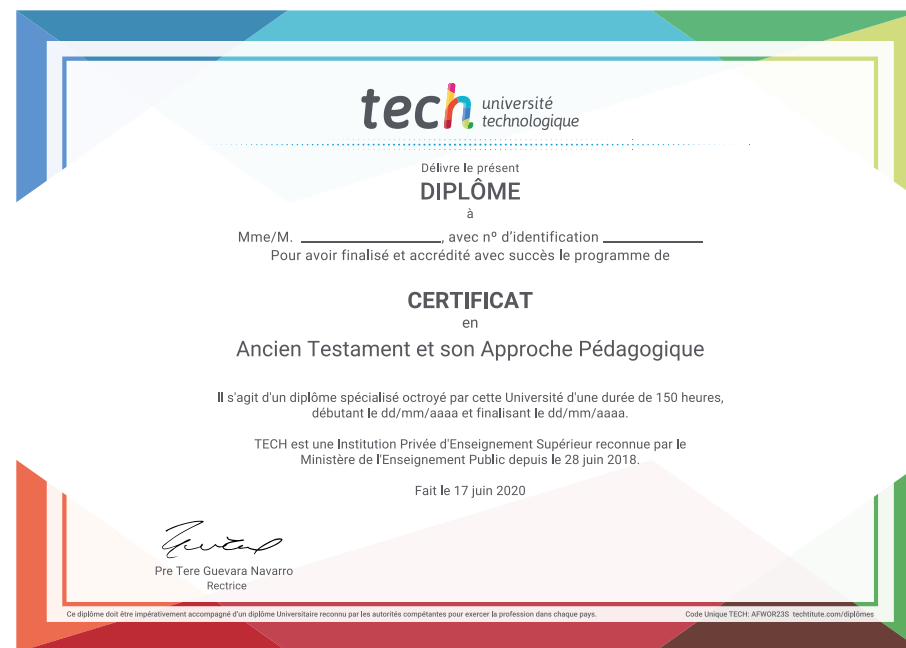 tech université
technologique
Délivre le présent
DIPLÔME
à
Mme/M. ____________________, avec nº d'identification ______________
Pour avoir finalisé et accrédité avec succès le programme de
CERTIFICAT
en
Ancien Testament et son Approche Pédagogique
Il s'agit d'un diplôme spécialisé octroyé par cette Université d'une durée de 150 heures,
débutant le dd/mm/aaaa et finalisant le dd/mm/aaaa.
TECH est une Institution Privée d'Enseignement Supérieur reconnue par le
Ministère de l'Enseignement Public depuis le 28 juin 2018.
Fait le 17 juin 2020
Pre Tere Guevara Navarro
Rectrice
Ce diplôme doit être impérativement accompagné d'un diplôme Universitaire reconnu par les autorités compétantes pour exercer la profession dans chaque pays. Code Unique TECH: AFWOR23S techtitute.com/diplômes